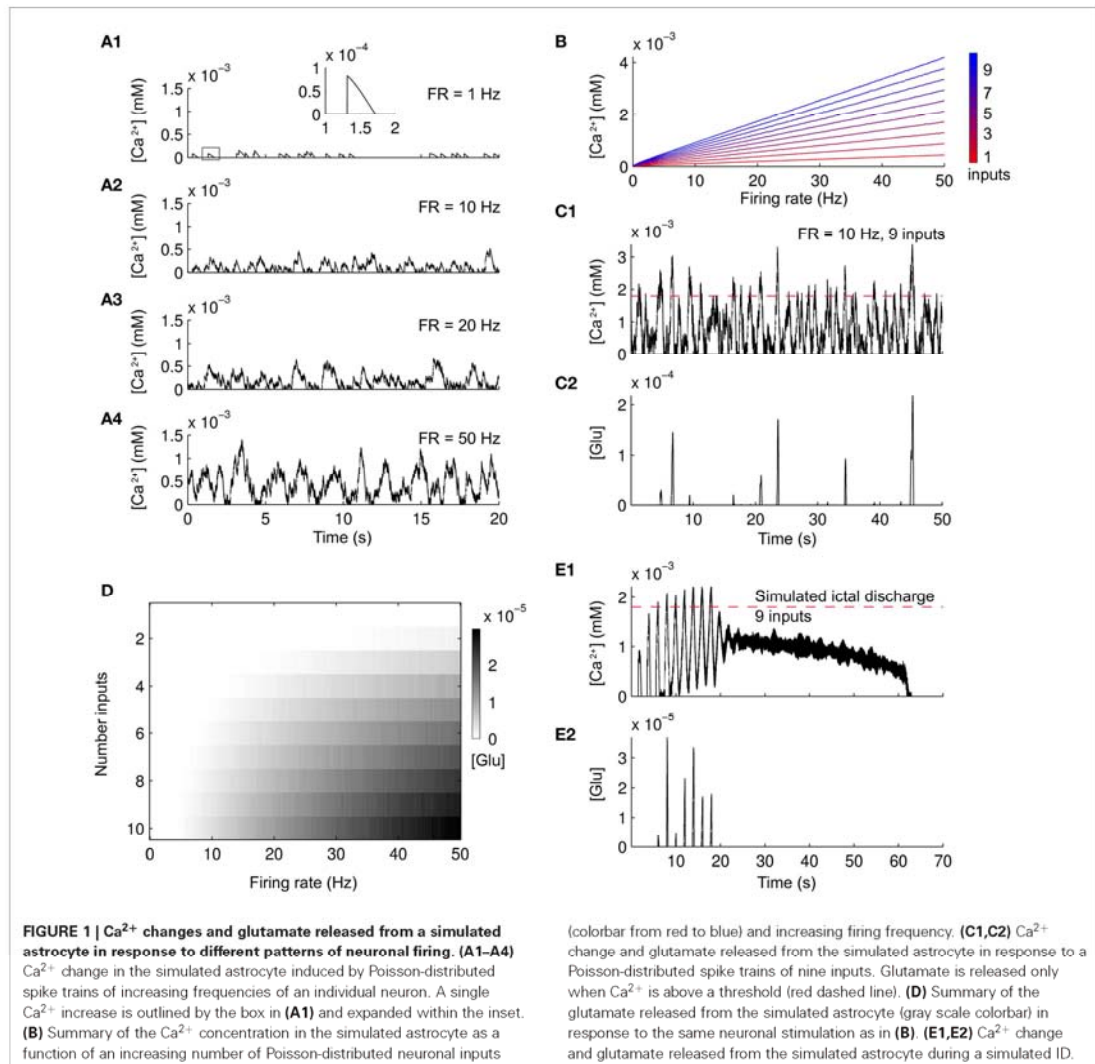 A1
x 10⁻⁴
x 10⁻³
1
0.5
0
1 1.5 2
FR = 1 Hz
[Ca²⁺] (mM)
1.5
1
0.5
0
A2
x 10⁻³
FR = 10 Hz
[Ca²⁺] (mM)
1.5
1
0.5
0
A3
x 10⁻³
FR = 20 Hz
[Ca²⁺] (mM)
1.5
1
0.5
0
A4
x 10⁻³
FR = 50 Hz
[Ca²⁺] (mM)
1.5
1
0.5
0
0 5 10 15 20
Time (s)
B
x 10⁻³
[Ca²⁺] (mM)
4
2
0
0 10 20 30 40 50
Firing rate (Hz)
9
7
5
3
1
inputs
C1
x 10⁻³
FR = 10 Hz, 9 inputs
[Ca²⁺] (mM)
3
2
1
0
C2
x 10⁻⁴
[Glu]
2
1
0
10 20 30 40 50
Time (s)
D
Number inputs
2
4
6
8
10
0 10 20 30 40 50
Firing rate (Hz)
x 10⁻⁵
2
1
0
[Glu]
E1
x 10⁻³
Simulated ictal discharge
9 inputs
[Ca²⁺] (mM)
2
1
0
E2
x 10⁻⁵
[Glu]
3
2
1
0
10 20 30 40 50 60 70
Time (s)
FIGURE 1 | Ca²⁺ changes and glutamate released from a simulated
astrocyte in response to different patterns of neuronal firing. (A1–A4)
Ca²⁺ change in the simulated astrocyte induced by Poisson-distributed
spike trains of increasing frequencies of an individual neuron. A single
Ca²⁺ increase is outlined by the box in (A1) and expanded within the inset.
(B) Summary of the Ca²⁺ concentration in the simulated astrocyte as a
function of an increasing number of Poisson-distributed neuronal inputs
(colorbar from red to blue) and increasing firing frequency. (C1,C2) Ca²⁺
change and glutamate released from the simulated astrocyte in response to a
Poisson-distributed spike trains of nine inputs. Glutamate is released only
when Ca²⁺ is above a threshold (red dashed line). (D) Summary of the
glutamate released from the simulated astrocyte (gray scale colorbar) in
response to the same neuronal stimulation as in (B). (E1,E2) Ca²⁺ change
and glutamate released from the simulated astrocyte during a simulated ID.